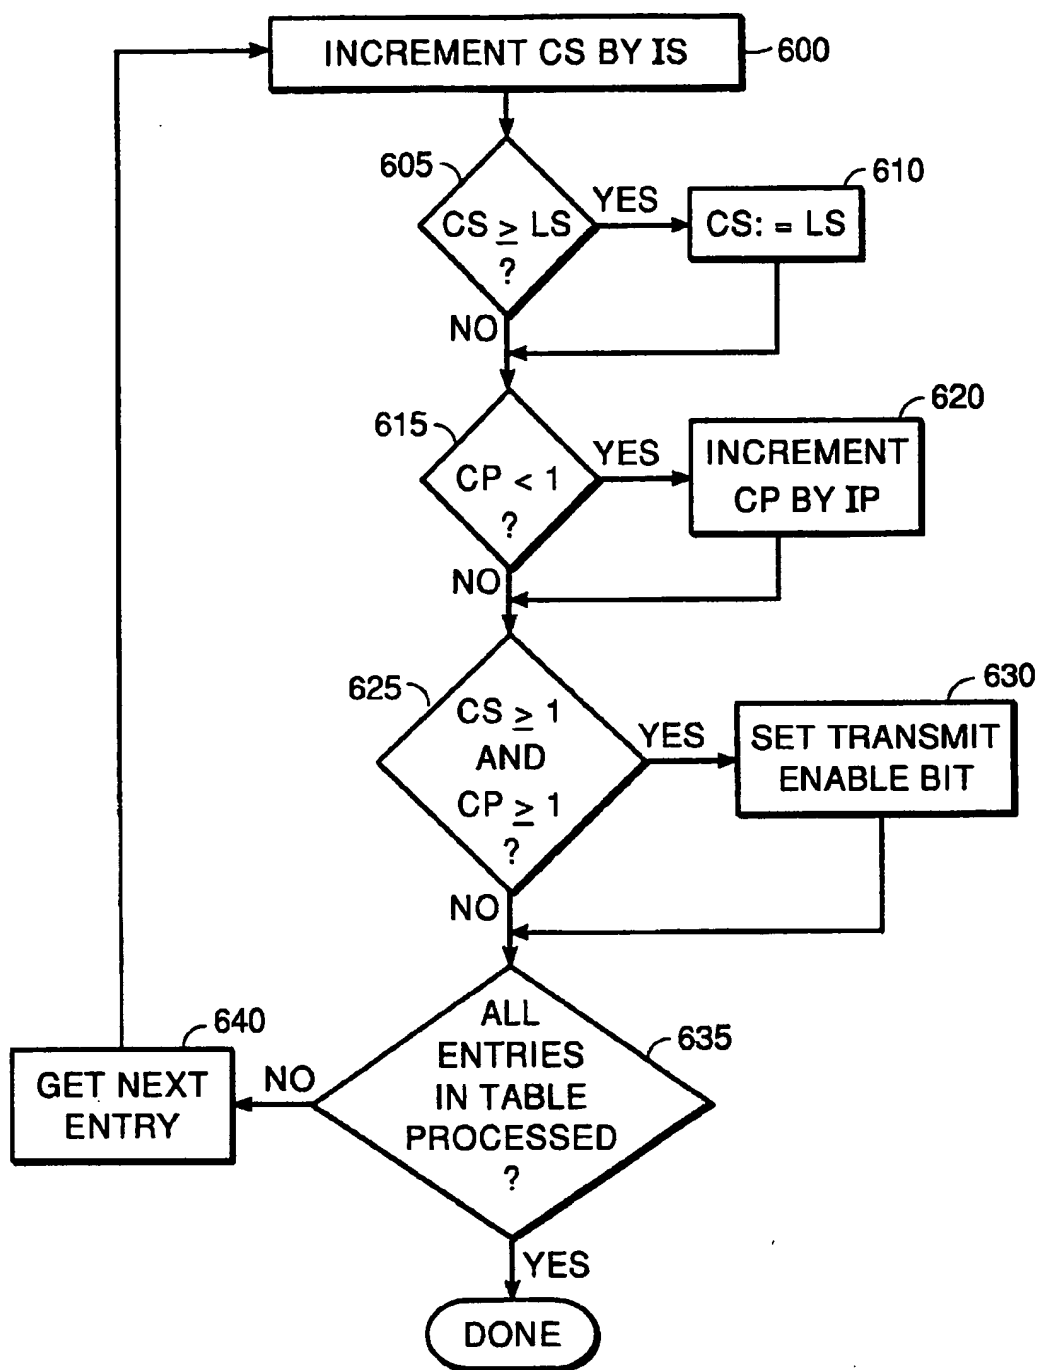 INCREMENT CS BY IS
600
605
CS ≥ LS
?
YES
610
CS: = LS
NO
615
CP < 1
?
YES
620
INCREMENT
CP BY IP
NO
625
CS ≥ 1
AND
CP ≥ 1
?
YES
630
SET TRANSMIT
ENABLE BIT
NO
ALL
ENTRIES
IN TABLE
PROCESSED
?
635
NO
640
GET NEXT
ENTRY
YES
DONE